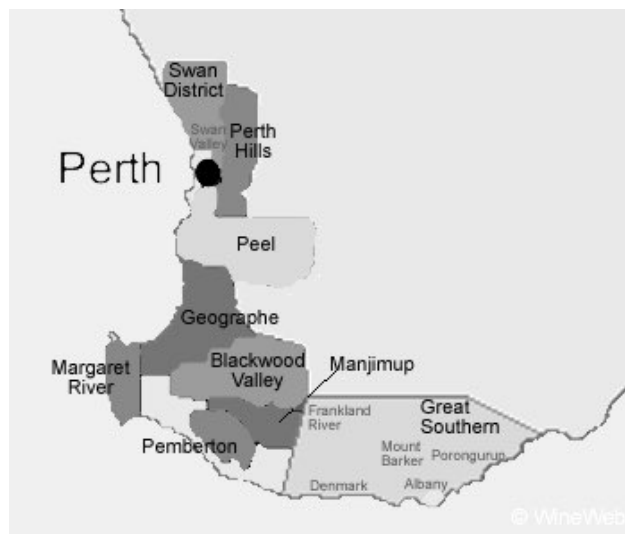 Swan
District
Swan
Valley
Perth
Hills
Perth
Peel
Geographe
Margaret
River
Blackwood
Valley
Manjimup
Pemberton
Frankland
River
Great
Southern
Mount
Barker
Porongurup
Denmark
Albany
© WineWeb